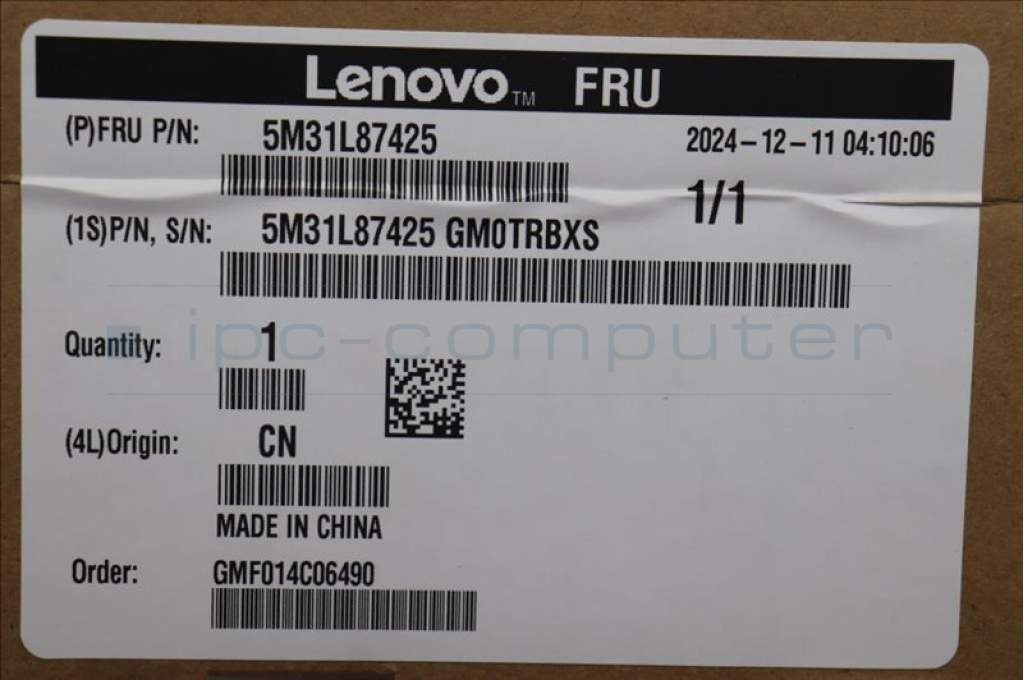 Lenovo™ FRU
(P)FRU P/N: 5M31L87425 2024-12-11 04:10:06
1/1
(1S)P/N, S/N: 5M31L87425 GM0TRBXS
ipc-computer
Quantity: 1
(4L)Origin: CN
MADE IN CHINA
Order: GMF014C06490